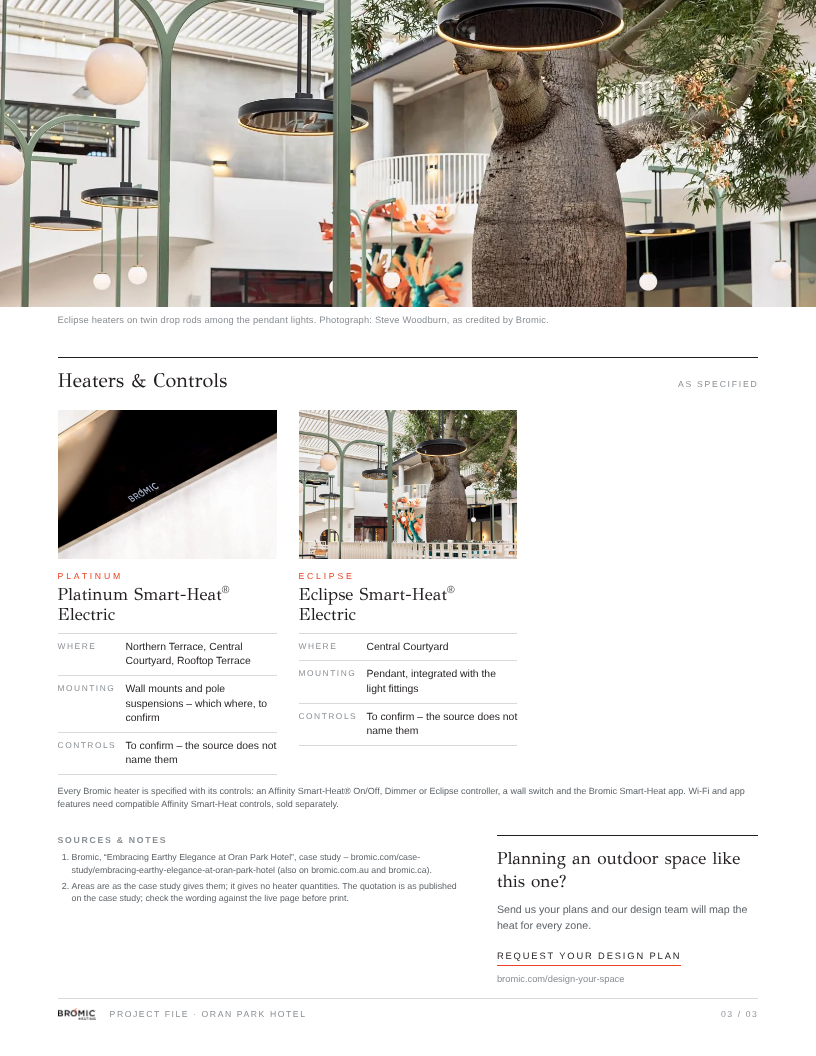 Eclipse heaters on twin drop rods among the pendant lights. Photograph: Steve Woodburn, as credited by Bromic.
Heaters & Controls
AS SPECIFIED
BROMIC
PLATINUM
Platinum Smart-Heat®
Electric
WHERE
Northern Terrace, Central
Courtyard, Rooftop Terrace
MOUNTING
Wall mounts and pole
suspensions – which where, to
confirm
CONTROLS
To confirm – the source does not
name them
ECLIPSE
Eclipse Smart-Heat®
Electric
WHERE
Central Courtyard
MOUNTING
Pendant, integrated with the
light fittings
CONTROLS
To confirm – the source does not
name them
Every Bromic heater is specified with its controls: an Affinity Smart-Heat® On/Off, Dimmer or Eclipse controller, a wall switch and the Bromic Smart-Heat app. Wi-Fi and app
features need compatible Affinity Smart-Heat controls, sold separately.
SOURCES & NOTES
1. Bromic, “Embracing Earthy Elegance at Oran Park Hotel”, case study – bromic.com/case-
study/embracing-earthy-elegance-at-oran-park-hotel (also on bromic.com.au and bromic.ca).
2. Areas are as the case study gives them; it gives no heater quantities. The quotation is as published
on the case study; check the wording against the live page before print.
Planning an outdoor space like
this one?
Send us your plans and our design team will map the
heat for every zone.
REQUEST YOUR DESIGN PLAN
bromic.com/design-your-space
BROMIC
HEATING
PROJECT FILE · ORAN PARK HOTEL
03 / 03